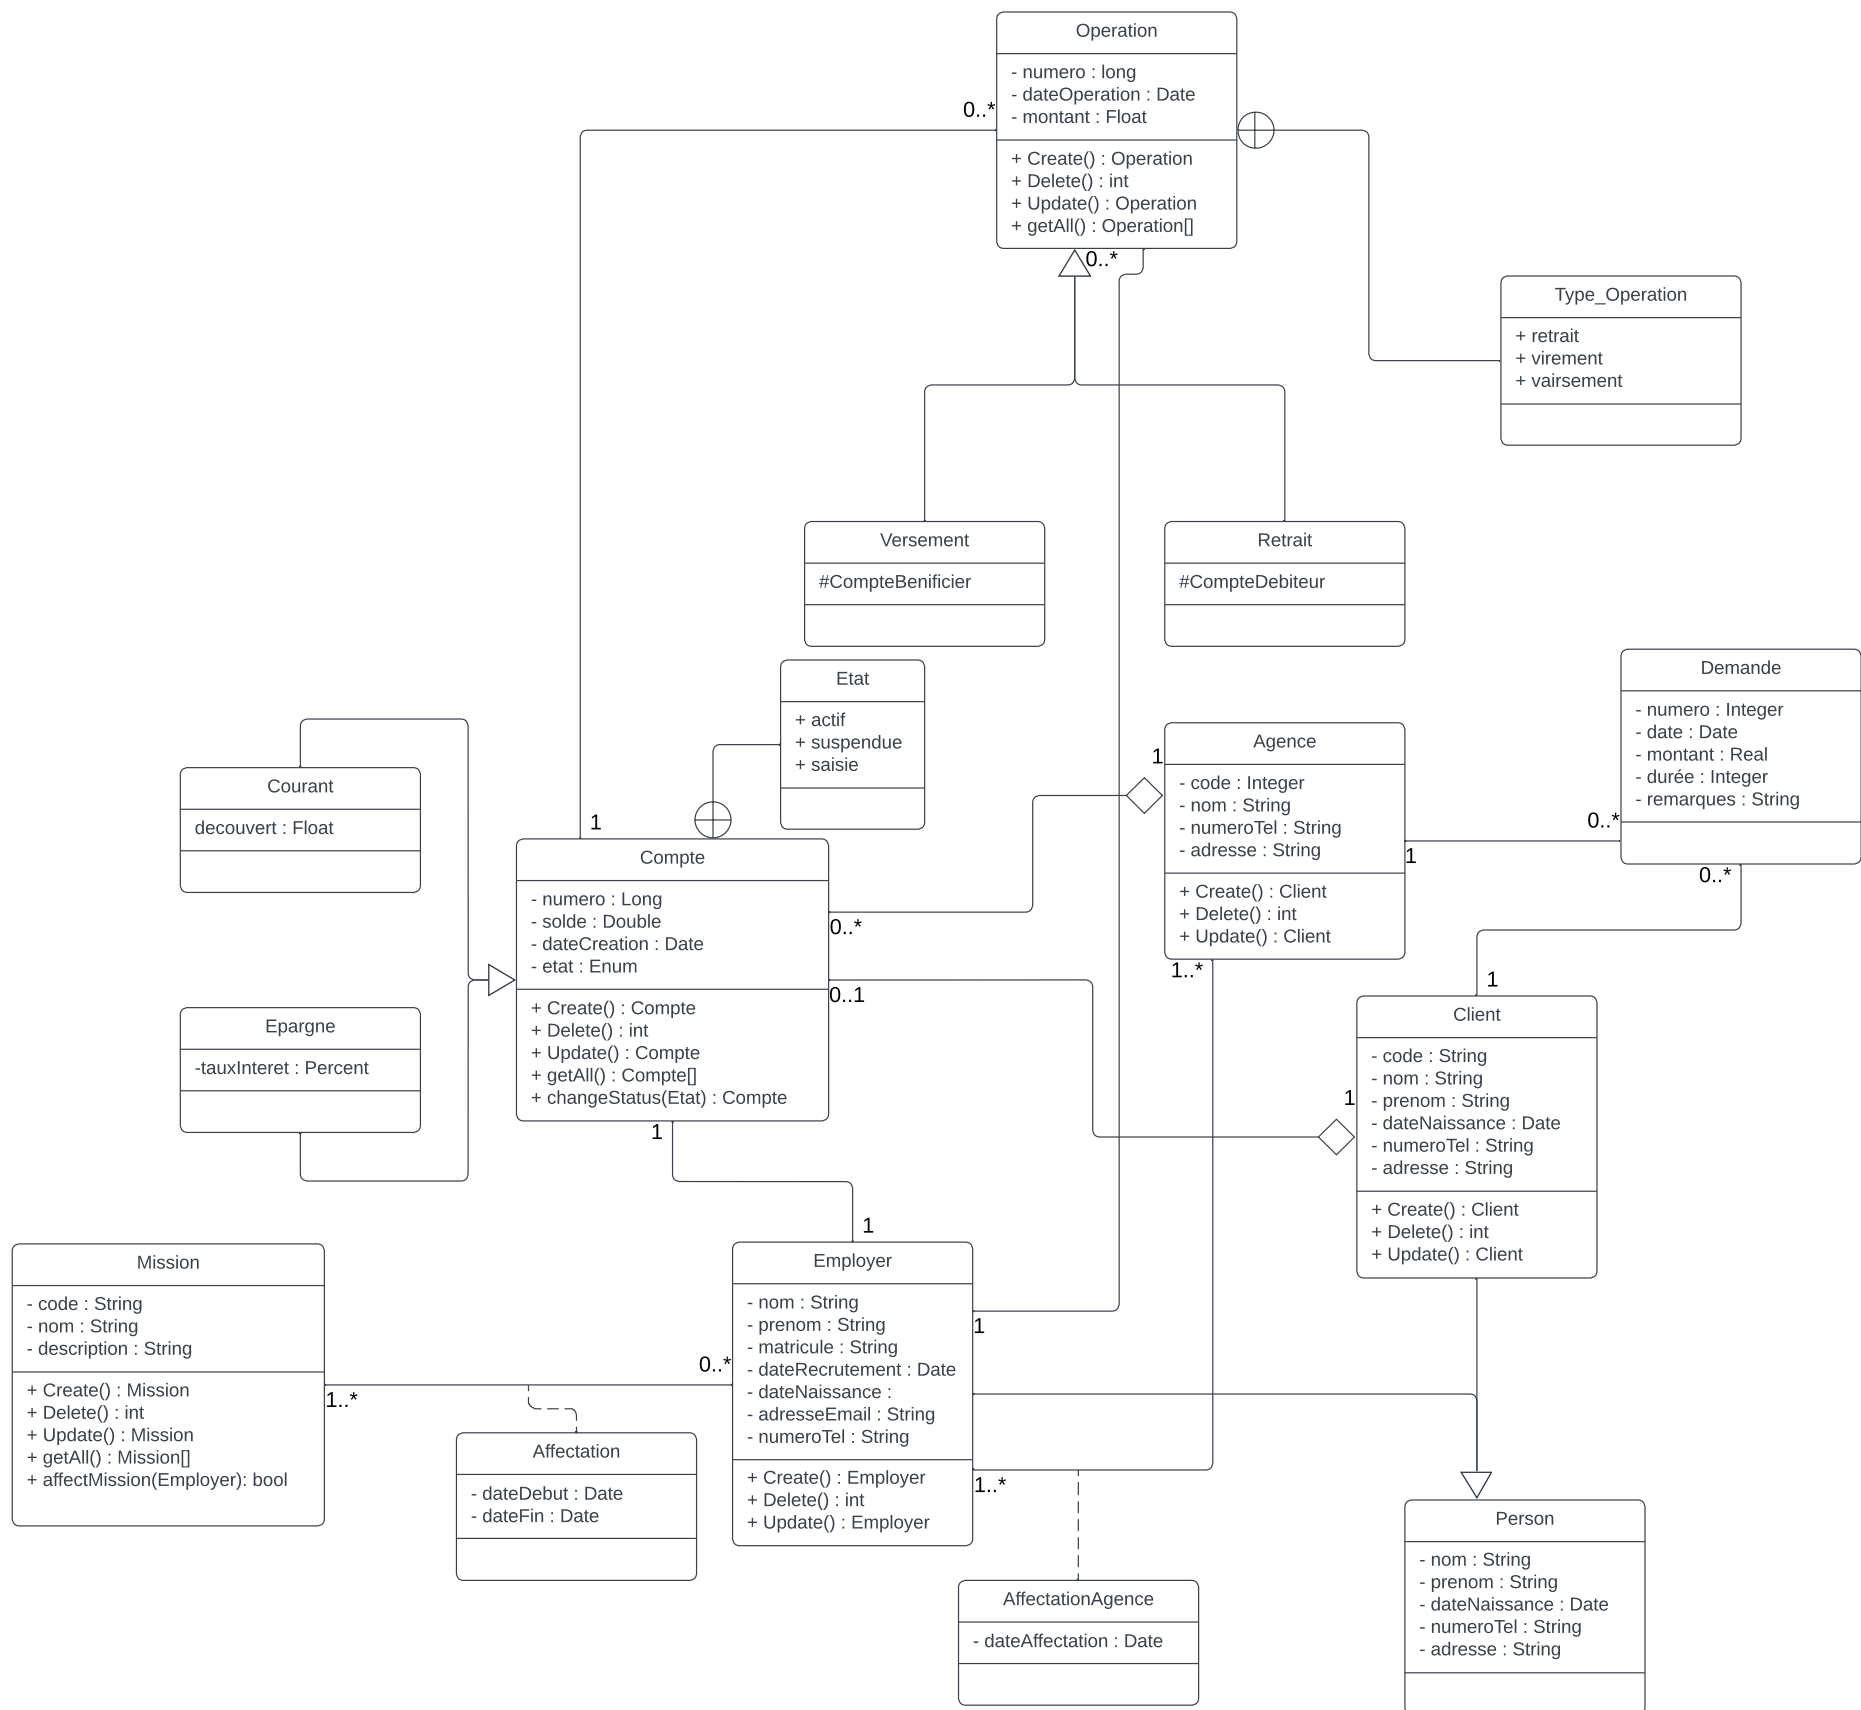 Operation
- numero : long
- dateOperation : Date
- montant : Float
+ Create() : Operation
+ Delete() : int
+ Update() : Operation
+ getAll() : Operation[]
0..*
0..*
Type_Operation
+ retrait
+ virement
+ vairsement
Versement
#CompteBenificier
Retrait
#CompteDebiteur
Etat
+ actif
+ suspendue
+ saisie
Demande
- numero : Integer
- date : Date
- montant : Real
- durée : Integer
- remarques : String
0..*
0..*
Agence
- code : Integer
- nom : String
- numeroTel : String
- adresse : String
+ Create() : Client
+ Delete() : int
+ Update() : Client
1
1
1..*
Courant
decouvert : Float
Compte
- numero : Long
- solde : Double
- dateCreation : Date
- etat : Enum
+ Create() : Compte
+ Delete() : int
+ Update() : Compte
+ getAll() : Compte[]
+ changeStatus(Etat) : Compte
1
0..*
0..1
1
Epargne
-tauxInteret : Percent
Client
- code : String
- nom : String
- prenom : String
- dateNaissance : Date
- numeroTel : String
- adresse : String
+ Create() : Client
+ Delete() : int
+ Update() : Client
1
1
Mission
- code : String
- nom : String
- description : String
+ Create() : Mission
+ Delete() : int
+ Update() : Mission
+ getAll() : Mission[]
+ affectMission(Employer): bool
1..*
Employer
- nom : String
- prenom : String
- matricule : String
- dateRecrutement : Date
- dateNaissance :
- adresseEmail : String
- numeroTel : String
+ Create() : Employer
+ Delete() : int
+ Update() : Employer
1
1
0..*
1..*
Affectation
- dateDebut : Date
- dateFin : Date
AffectationAgence
- dateAffectation : Date
Person
- nom : String
- prenom : String
- dateNaissance : Date
- numeroTel : String
- adresse : String